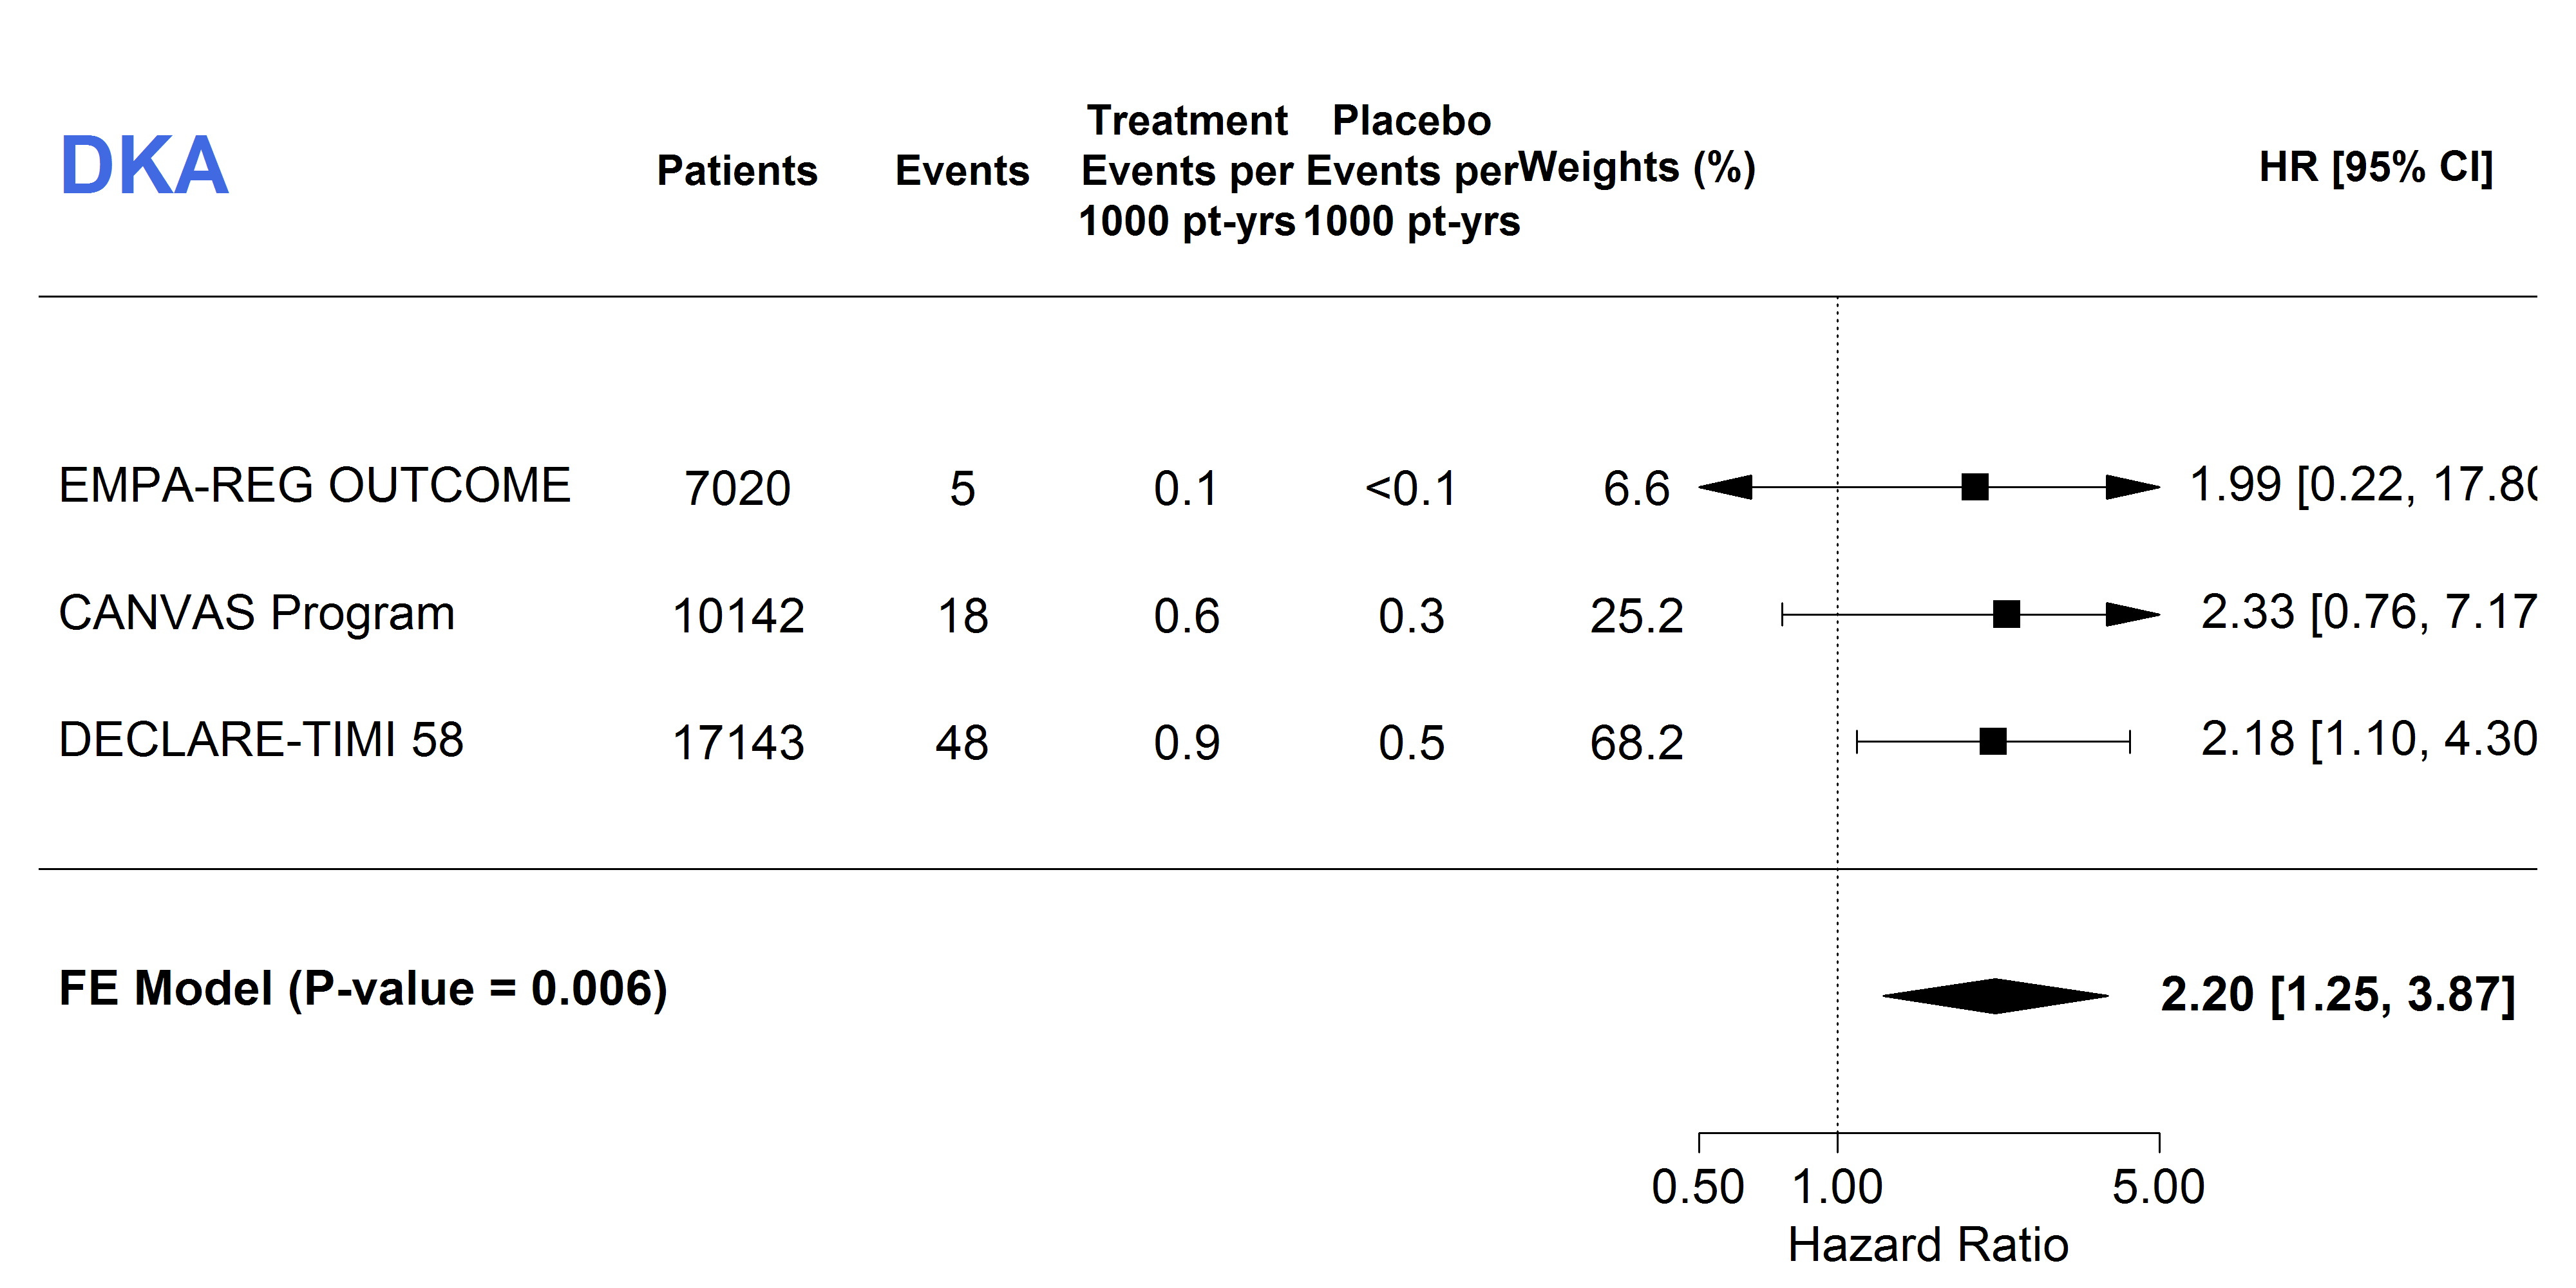 DKA Patients Events Treatment Events per 1000 pt-yrs Placebo Events per 1000 pt-yrs Weights (%) HR [95% CI]
EMPA-REG OUTCOME 7020 5 0.1 <0.1 6.6 1.99 [0.22, 17.80
CANVAS Program 10142 18 0.6 0.3 25.2 2.33 [0.76, 7.17
DECLARE-TIMI 58 17143 48 0.9 0.5 68.2 2.18 [1.10, 4.30
FE Model (P-value = 0.006) 2.20 [1.25, 3.87]
0.50 1.00 5.00
Hazard Ratio